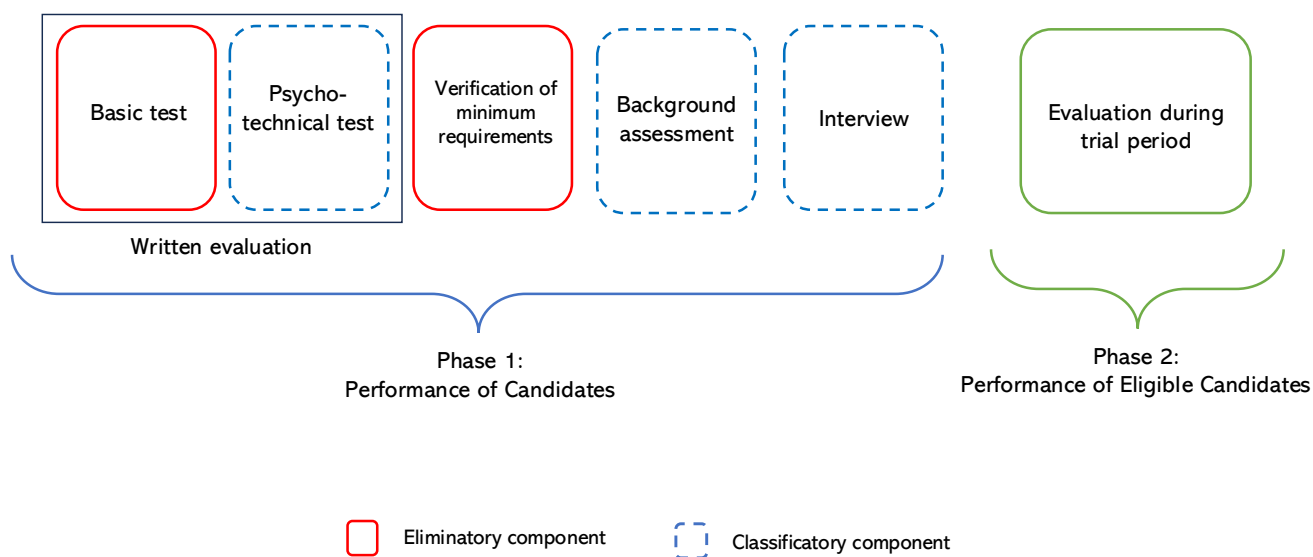 Basic test
Psycho-
technical test
Verification of
minimum
requirements
Background
assessment
Interview
Evaluation during
trial period
Written evaluation
Phase 1:
Performance of Candidates
Phase 2:
Performance of Eligible Candidates
Eliminatory component
Classificatory component